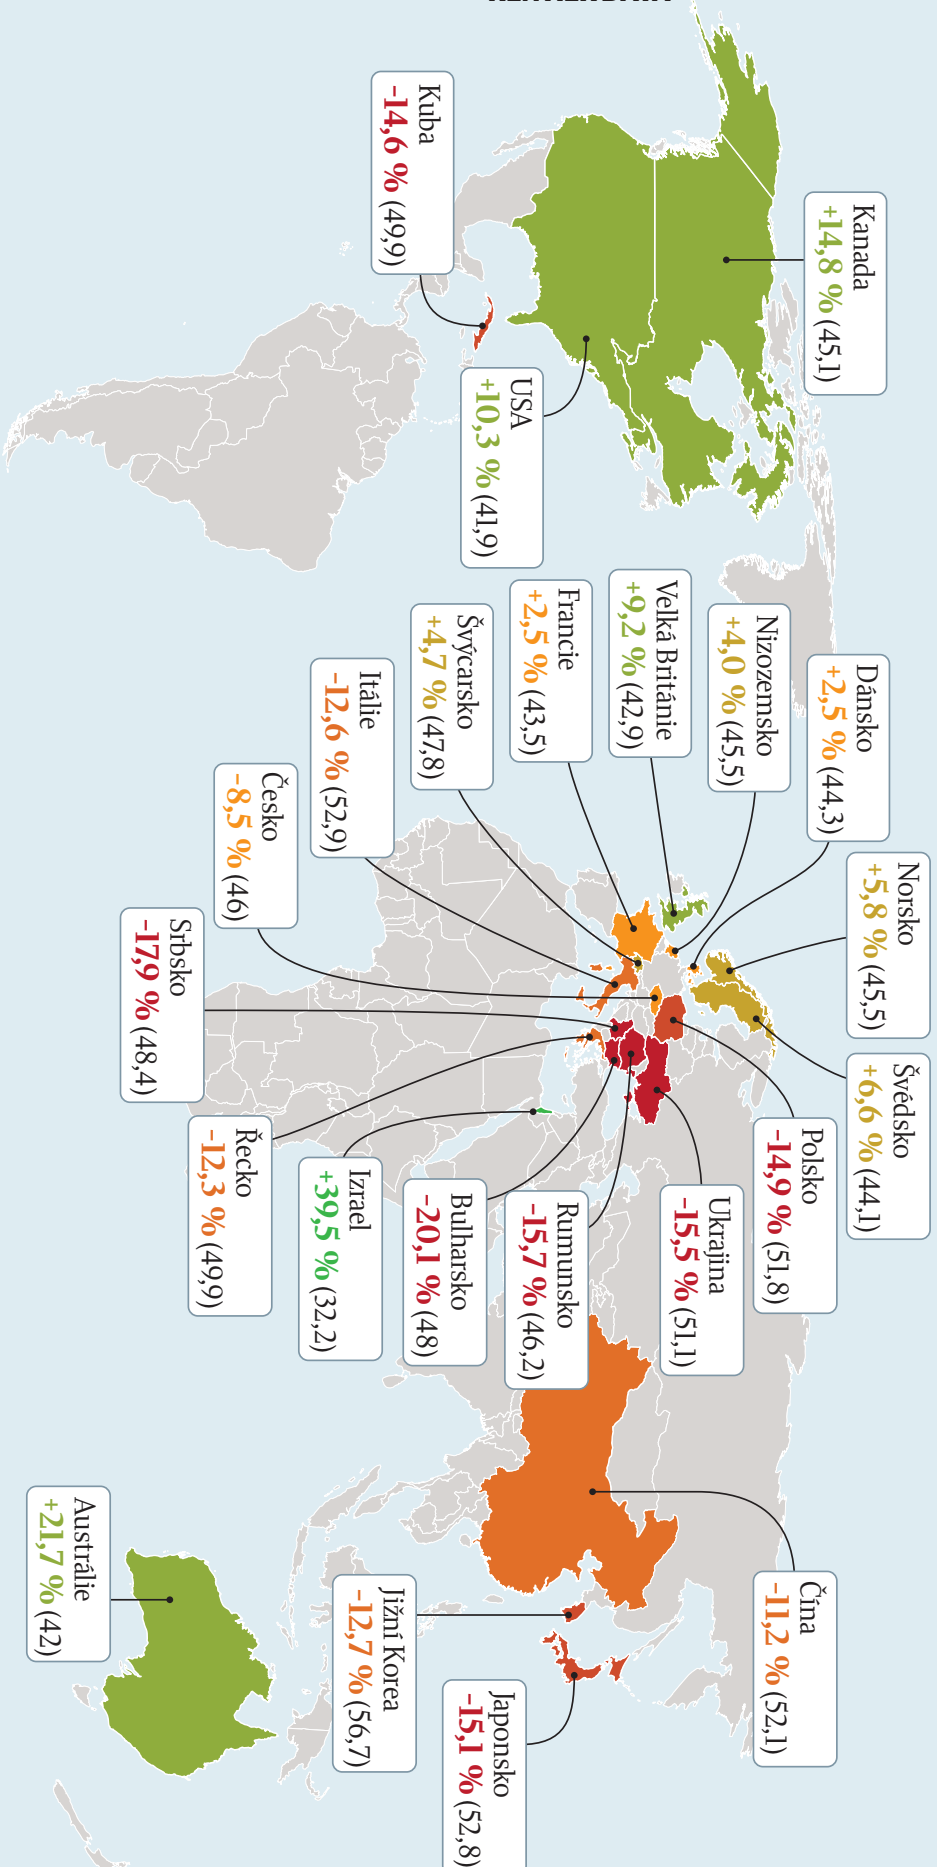 Kanada
+14,8 % (45,1)
Kuba
-14,6 % (49,9)
USA
+10,3 % (41,9)
Dánsko
+2,5 % (44,3)
Nizozemsko
+4,0 % (45,5)
Velká Británie
+9,2 % (42,9)
Francie
+2,5 % (43,5)
Švýcarsko
+4,7 % (47,8)
Itálie
-12,6 % (52,9)
Česko
-8,5 % (46)
Srbsko
-17,9 % (48,4)
Norsko
+5,8 % (45,5)
Švédsko
+6,6 % (44,1)
Polsko
-14,9 % (51,8)
Ukrajina
-15,5 % (51,1)
Rumunsko
-15,7 % (46,2)
Bulharsko
-20,1 % (48)
Izrael
+39,5 % (32,2)
Řecko
-12,3 % (49,9)
Čína
-11,2 % (52,1)
Jižní Korea
-12,7 % (56,7)
Japonsko
-15,1 % (52,8)
Austrálie
+21,7 % (42)